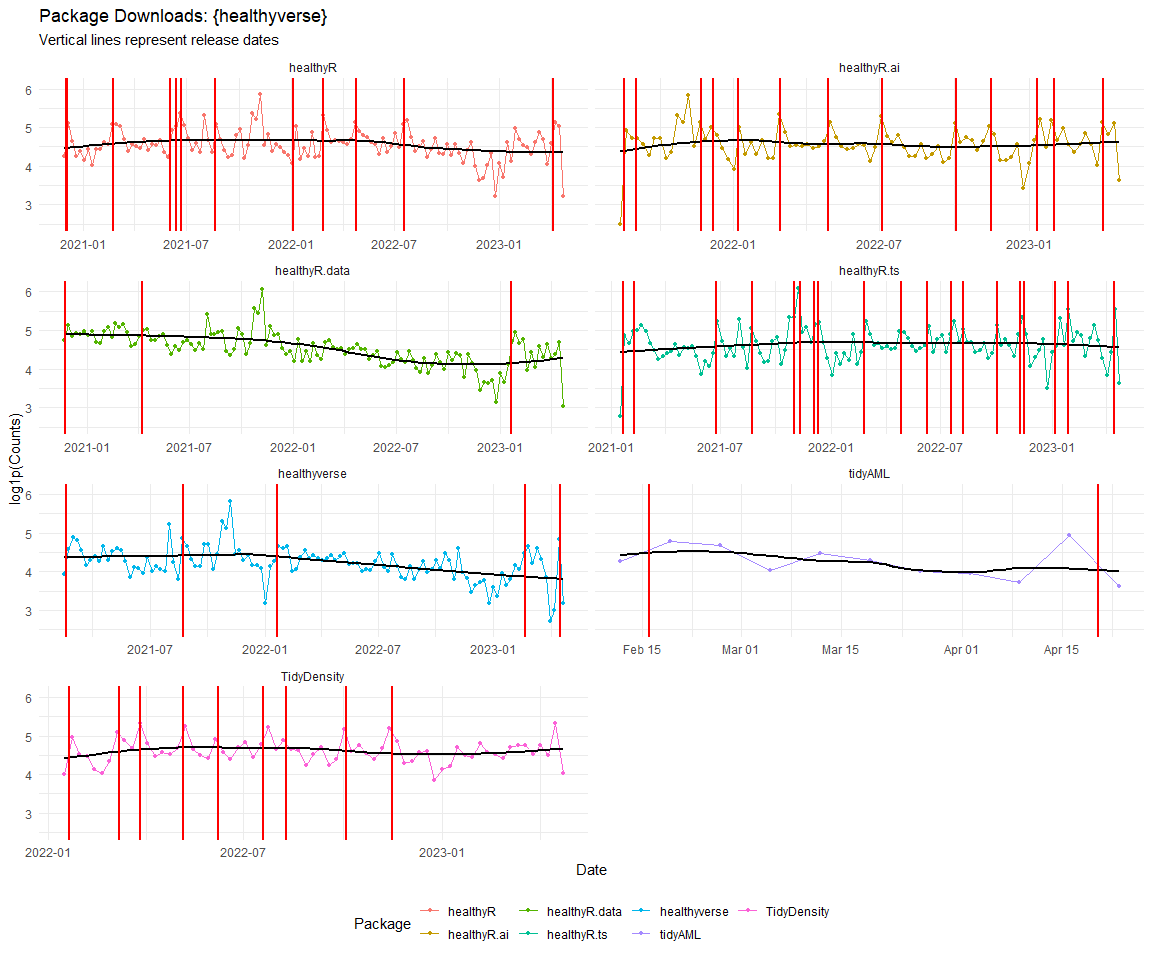 Package Downloads: {healthyverse}
Vertical lines represent release dates
healthyR
healthyR.ai
6
5
4
3
2021-01 2021-07 2022-01 2022-07 2023-01
2022-01 2022-07 2023-01
healthyR.data
healthyR.ts
6
5
4
3
2021-01 2021-07 2022-01 2022-07 2023-01
2021-01 2021-07 2022-01 2022-07 2023-01
log1p(Counts)
healthyverse
tidyAML
6
5
4
3
2021-07 2022-01 2022-07 2023-01
Feb 15 Mar 01 Mar 15 Apr 01 Apr 15
TidyDensity
6
5
4
3
2022-01 2022-07 2023-01
Date
Package
healthyR healthyR.data healthyverse TidyDensity
healthyR.ai healthyR.ts tidyAML